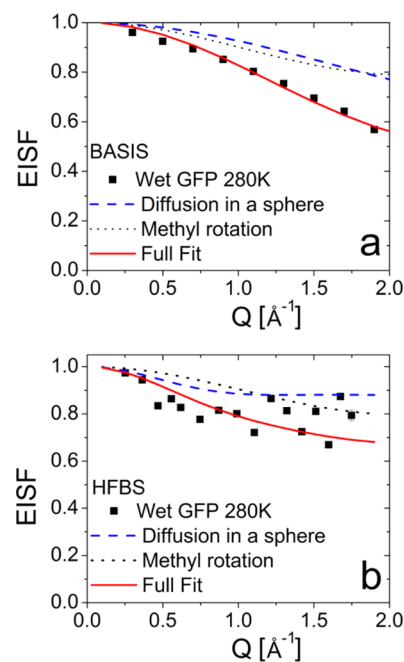 1.0
0.8
0.6
0.4
0.2
0.0
EISF
BASIS
Wet GFP 280K
Diffusion in a sphere
Methyl rotation
Full Fit
a
0.0 0.5 1.0 1.5 2.0
Q [Å⁻¹]
1.0
0.8
0.6
0.4
0.2
0.0
EISF
HFBS
Wet GFP 280K
Diffusion in a sphere
Methyl rotation
Full Fit
b
0.0 0.5 1.0 1.5 2.0
Q [Å⁻¹]